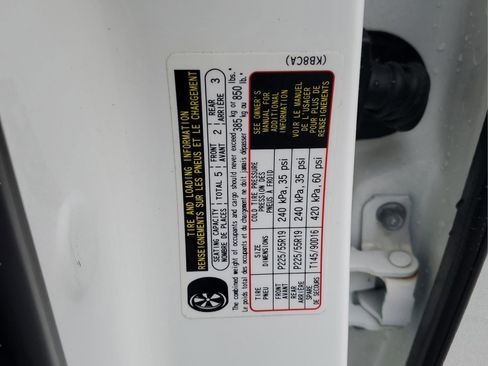 TIRE AND LOADING INFORMATION
RENSEIGNEMENTS SUR LES PNEUS ET LE CHARGEMENT
SEATING CAPACITY
NOMBRE DE PLACES
TOTAL 5
FRONT
AVANT 2
REAR
ARRIÈRE 3
The combined weight of occupants and cargo should never exceed 385 kg or 850 lbs.
Le poids total des occupants et du chargement ne doit jamais dépasser 385 kg ou 850 lb.
TIRE
PNEU
SIZE
DIMENSIONS
COLD TIRE PRESSURE
PRESSION DES
PNEUS A FROID
FRONT
AVANT
P225/55R19
240 kPa, 35 psi
REAR
ARRIÈRE
P225/55R19
240 kPa, 35 psi
SPARE
DE SECOURS
T145/90D16
420 kPa, 60 psi
SEE OWNER'S
MANUAL FOR
ADDITIONAL
INFORMATION
VOIR LE MANUEL
DE L'USAGER
POUR PLUS DE
RENSEIGNEMENTS
(KB8CA)